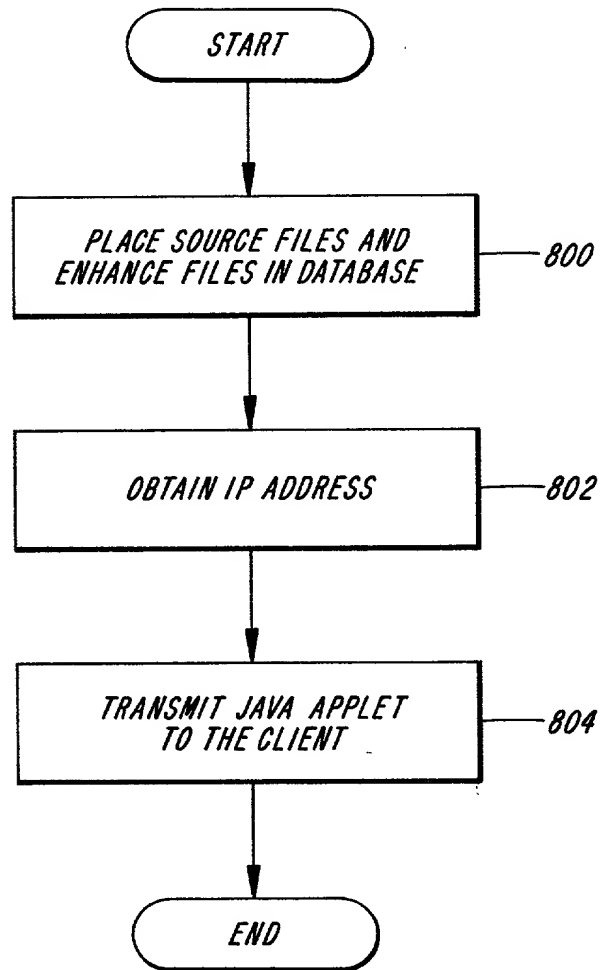 START
PLACE SOURCE FILES AND
ENHANCE FILES IN DATABASE
800
OBTAIN IP ADDRESS
802
TRANSMIT JAVA APPLET
TO THE CLIENT
804
END